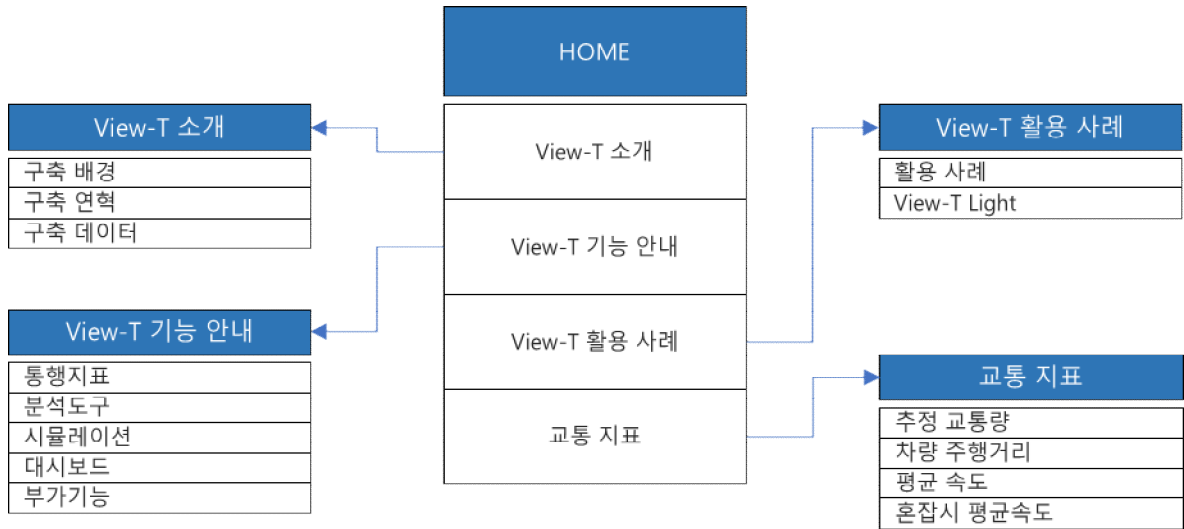 HOME
View-T 소개
View-T 기능 안내
View-T 활용 사례
교통 지표
View-T 소개
구축 배경
구축 연혁
구축 데이터
View-T 기능 안내
통행지표
분석도구
시뮬레이션
대시보드
부가기능
View-T 활용 사례
활용 사례
View-T Light
교통 지표
추정 교통량
차량 주행거리
평균 속도
혼잡시 평균속도